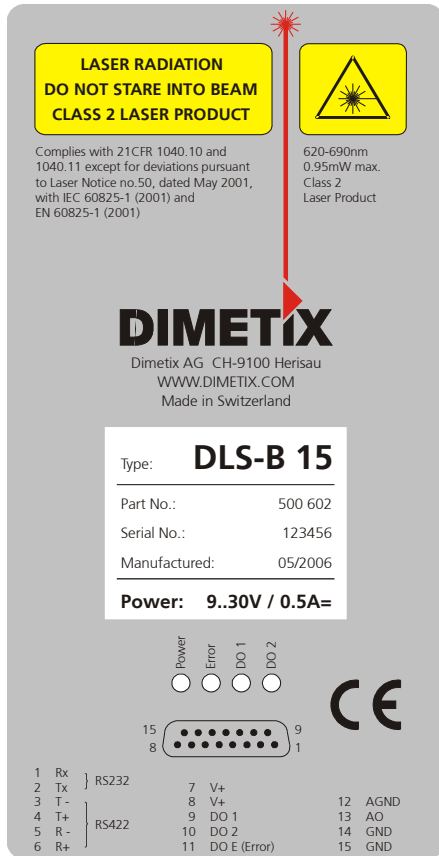 LASER RADIATION
DO NOT STARE INTO BEAM
CLASS 2 LASER PRODUCT
Complies with 21CFR 1040.10 and
1040.11 except for deviations pursuant
to Laser Notice no.50, dated May 2001,
with IEC 60825-1 (2001) and
EN 60825-1 (2001)
620-690nm
0.95mW max.
Class 2
Laser Product
DIMETIX
Dimetix AG CH-9100 Herisau
WWW.DIMETIX.COM
Made in Switzerland
Type: DLS-B 15
Part No.: 500 602
Serial No.: 123456
Manufactured: 05/2006
Power: 9..30V / 0.5A=
Power Error DO 1 DO 2
CE
15 9
8 1
1 Rx
2 Tx
RS232
3 T -
4 T+
5 R -
6 R+
RS422
7 V+
8 V+
9 DO 1
10 DO 2
11 DO E (Error)
12 AGND
13 AO
14 GND
15 GND